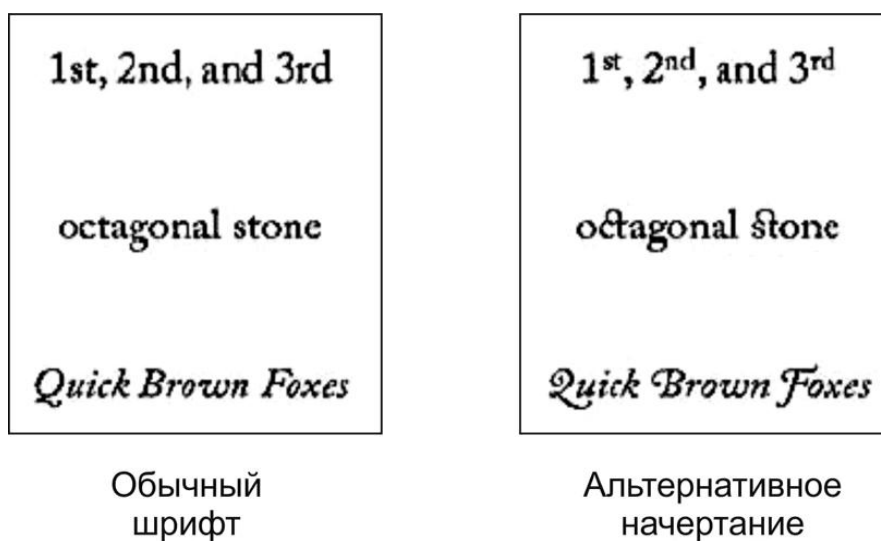 1st, 2nd, and 3rd
octagonal stone
Quick Brown Foxes
Обычный
шрифт
1st, 2nd, and 3rd
octagonal stone
Quick Brown Foxes
Альтернативное
начертание